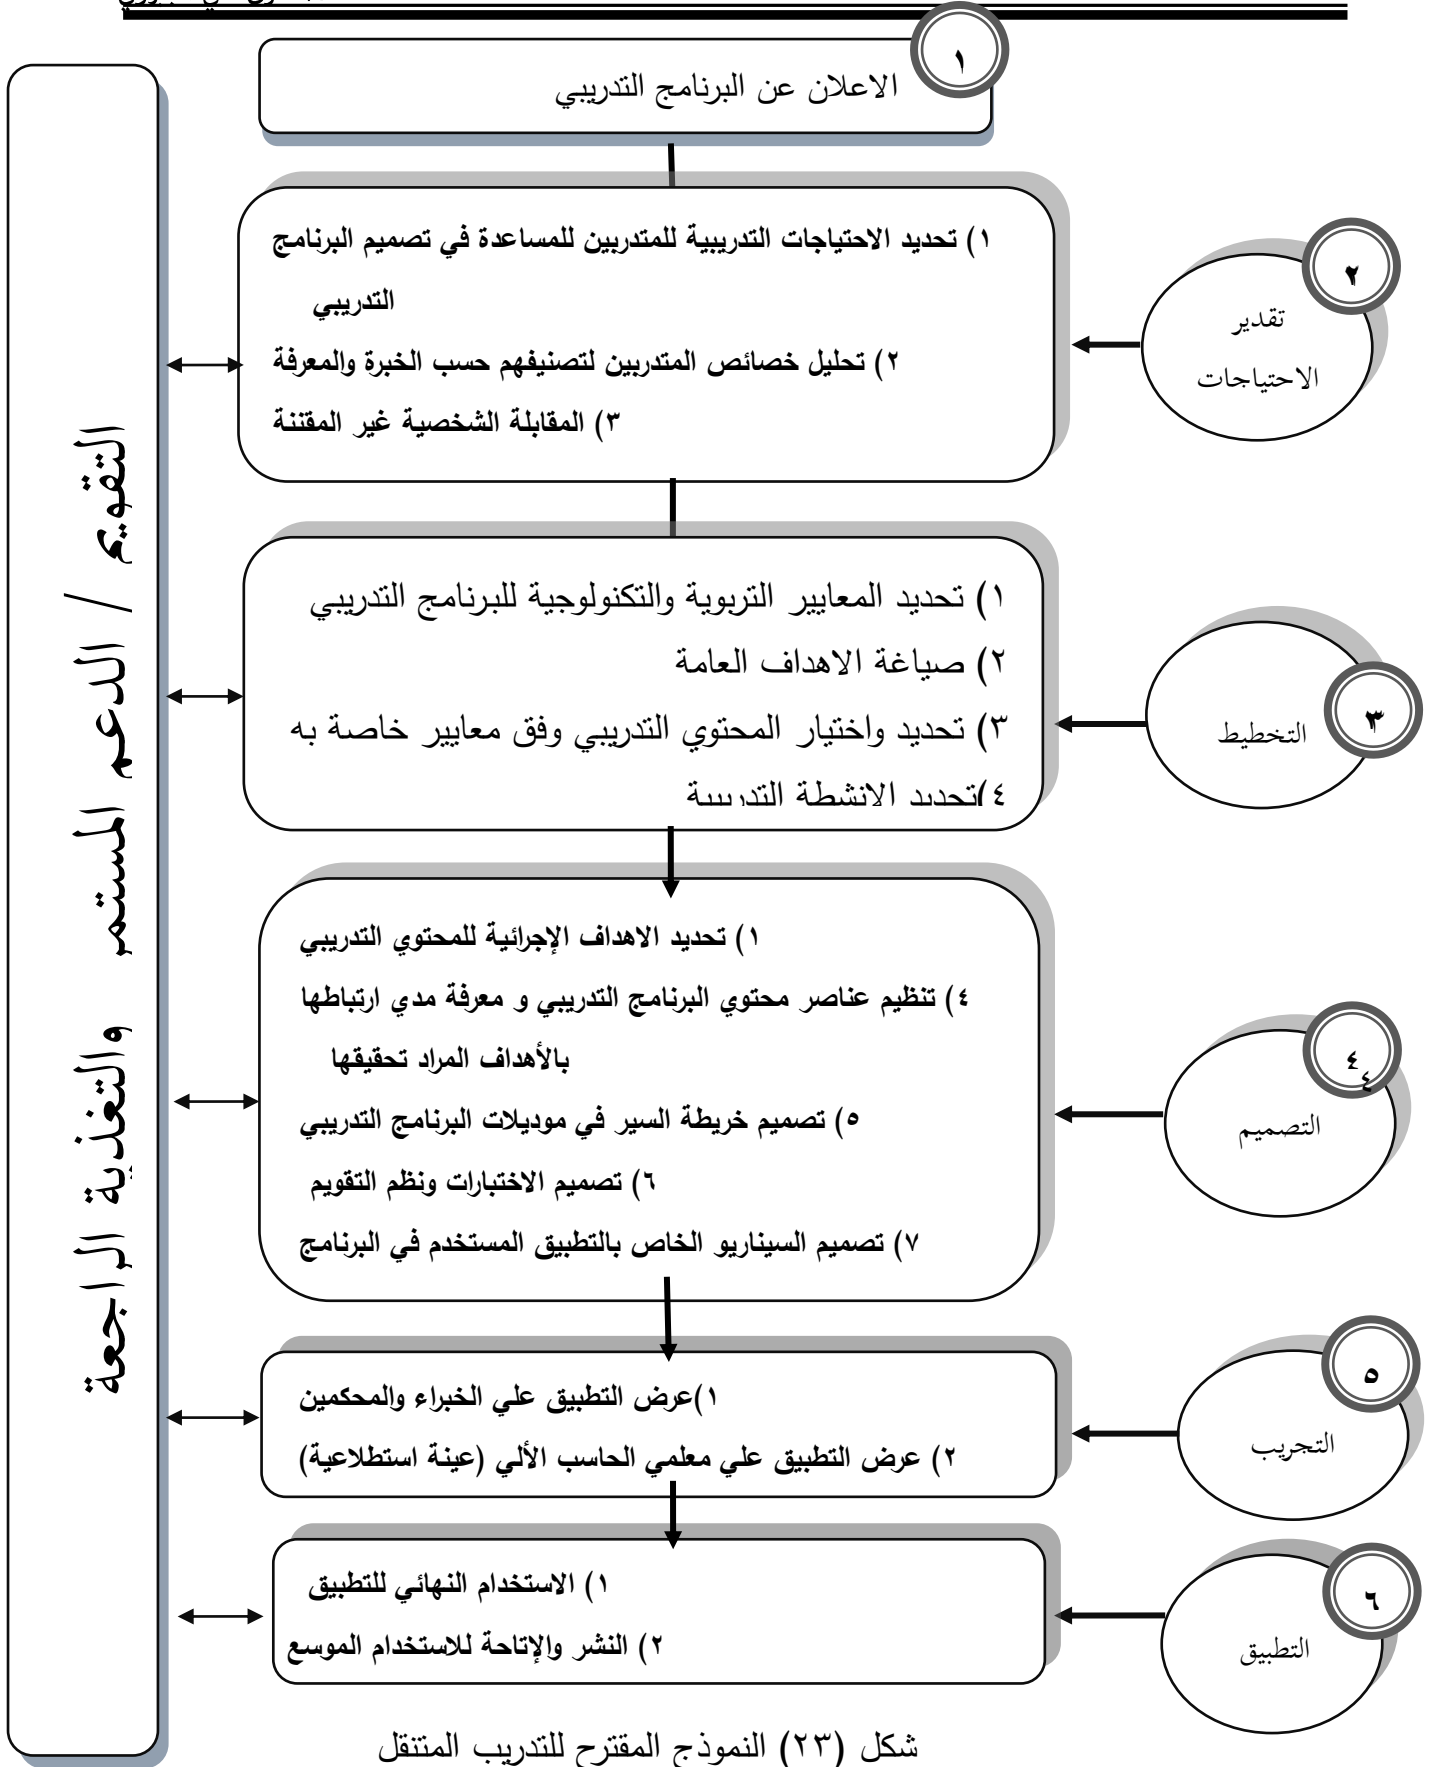 ١
الاعلان عن البرنامج التدريبي
٢
تقدير
الاحتياجات
١) تحديد الاحتياجات التدريبية للمتدربين للمساعدة في تصميم البرنامج
التدريبي
٢) تحليل خصائص المتدربين لتصنيفهم حسب الخبرة والمعرفة
٣) المقابلة الشخصية غير المقتنة
٣
التخطيط
١) تحديد المعايير التربوية والتكنولوجية للبرنامج التدريبي
٢) صياغة الاهداف العامة
٣) تحديد واختيار المحتوي التدريبي وفق معايير خاصة به
٤)تحديد الانشطة التدريبية
٤
٤
التصميم
١) تحديد الاهداف الإجرائية للمحتوي التدريبي
٤) تنظيم عناصر محتوي البرنامج التدريبي و معرفة مدي ارتباطها
بالأهداف المراد تحقيقها
٥) تصميم خريطة السير في موديلات البرنامج التدريبي
٦) تصميم الاختبارات ونظم التقويم
٧) تصميم السيناريو الخاص بالتطبيق المستخدم في البرنامج
٥
التجريب
١)عرض التطبيق علي الخبراء والمحكمين
٢) عرض التطبيق علي معلمي الحاسب الألي (عينة استطلاعية)
٦
التطبيق
١) الاستخدام النهائي للتطبيق
٢) النشر والإتاحة للاستخدام الموسع
التقويم / الدعم المستمر والتغذية الراجعة
شكل (٢٣) النموذج المقترح للتدريب المتنقل